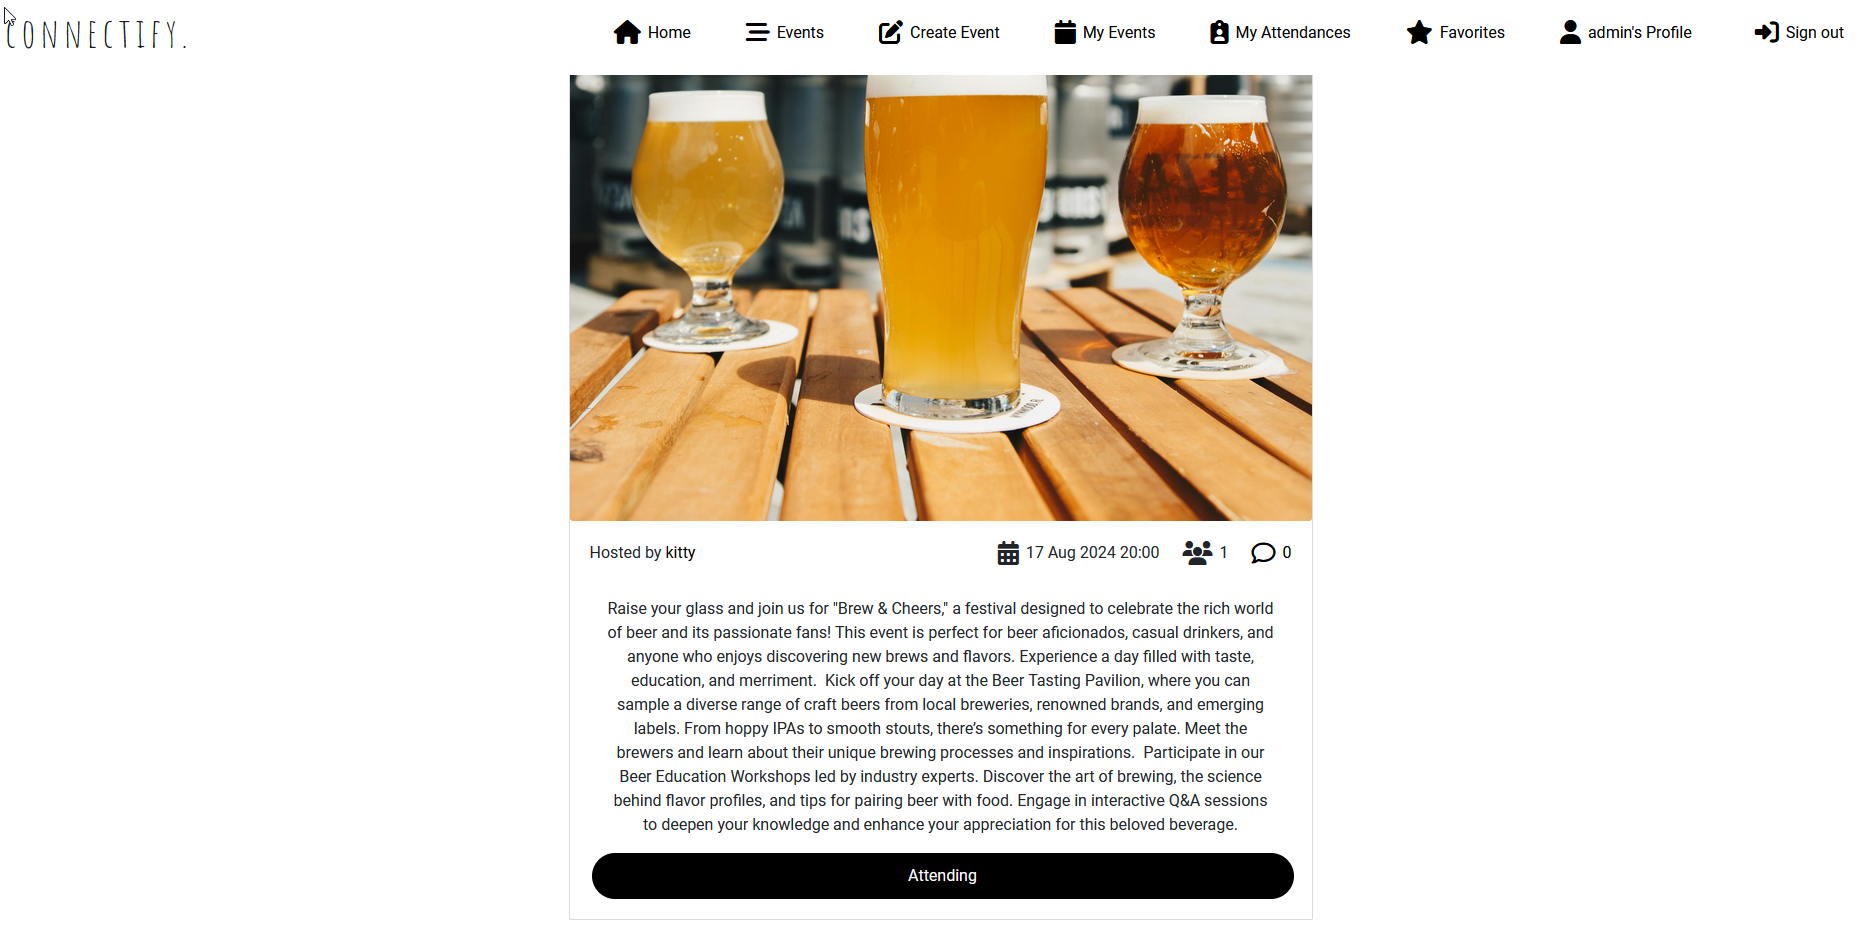 CONNECTIFY.
Home
Events
Create Event
My Events
My Attendances
Favorites
admin's Profile
Sign out
Hosted by kitty
17 Aug 2024 20:00
1
0
Raise your glass and join us for "Brew & Cheers," a festival designed to celebrate the rich world
of beer and its passionate fans! This event is perfect for beer aficionados, casual drinkers, and
anyone who enjoys discovering new brews and flavors. Experience a day filled with taste,
education, and merriment.  Kick off your day at the Beer Tasting Pavilion, where you can
sample a diverse range of craft beers from local breweries, renowned brands, and emerging
labels. From hoppy IPAs to smooth stouts, there’s something for every palate. Meet the
brewers and learn about their unique brewing processes and inspirations.  Participate in our
Beer Education Workshops led by industry experts. Discover the art of brewing, the science
behind flavor profiles, and tips for pairing beer with food. Engage in interactive Q&A sessions
to deepen your knowledge and enhance your appreciation for this beloved beverage.
Attending